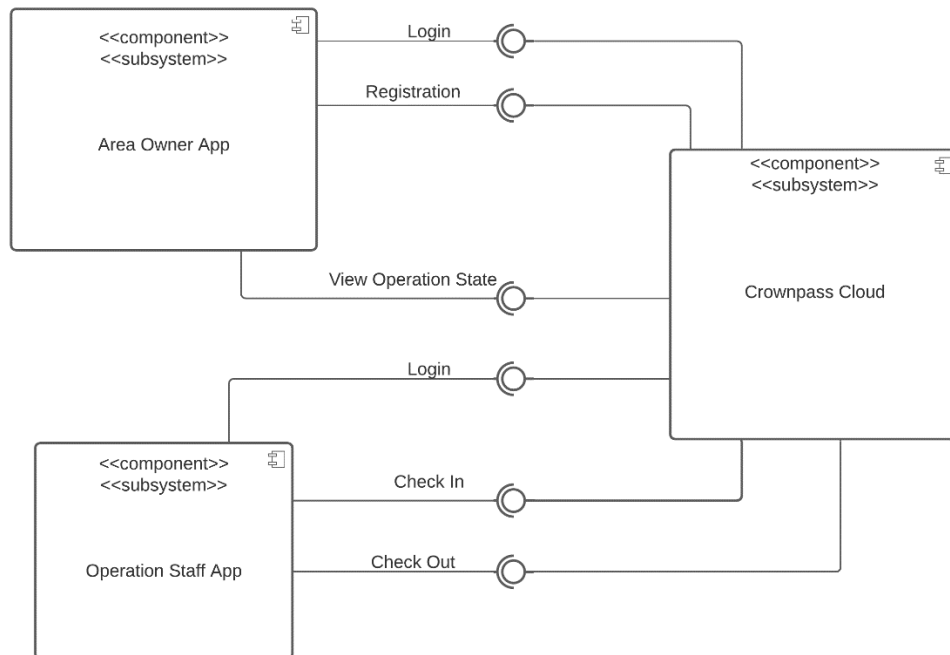 <<component>>
<<subsystem>>
Area Owner App
Login
Registration
View Operation State
<<component>>
<<subsystem>>
Crownpass Cloud
Login
<<component>>
<<subsystem>>
Operation Staff App
Check In
Check Out